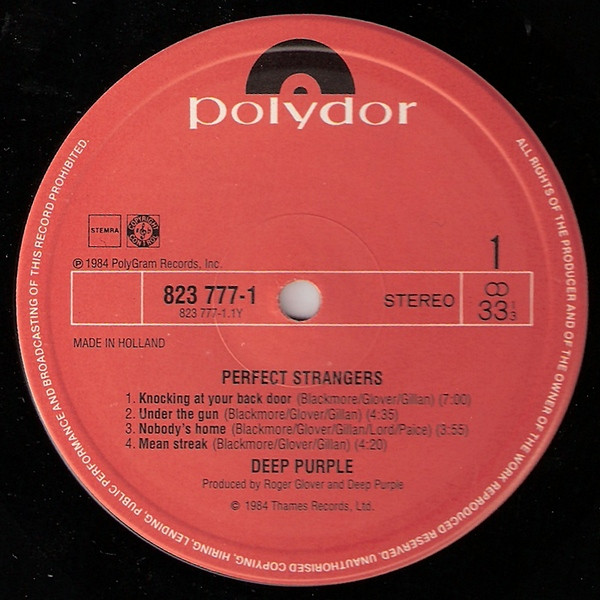 polydor
ALL RIGHTS OF THE PRODUCER AND OF THE OWNER OF THE WORK REPRODUCED RESERVED. UNAUTHORISED COPYING, HIRING, LENDING, PUBLIC PERFORMANCE AND BROADCASTING OF THIS RECORD PROHIBITED.
STEMRA
COPYRIGHT CONTROL
1
℗ 1984 PolyGram Records, Inc.
823 777-1
823 777-1.1Y
STEREO
33 1/3
MADE IN HOLLAND
PERFECT STRANGERS
1. Knocking at your back door (Blackmore/Glover/Gillan) (7:00)
2. Under the gun (Blackmore/Glover/Gillan) (4:35)
3. Nobody's home (Blackmore/Glover/Gillan/Lord/Paice) (3:55)
4. Mean streak (Blackmore/Glover/Gillan) (4:20)
DEEP PURPLE
Produced by Roger Glover and Deep Purple
© 1984 Thames Records, Ltd.